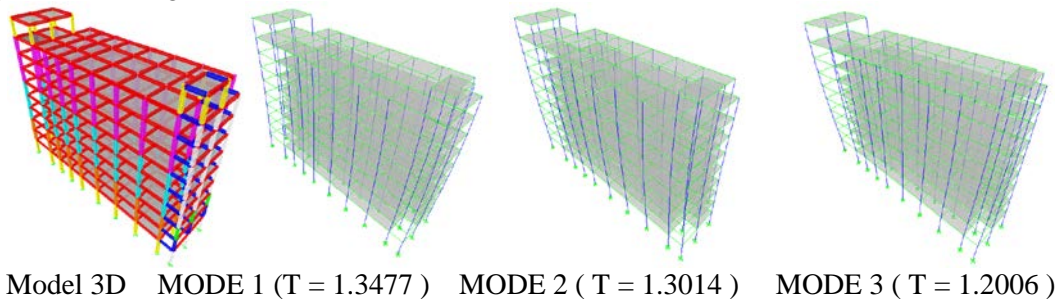 Model 3D MODE 1 (T = 1.3477 ) MODE 2 ( T = 1.3014 ) MODE 3 ( T = 1.2006 )